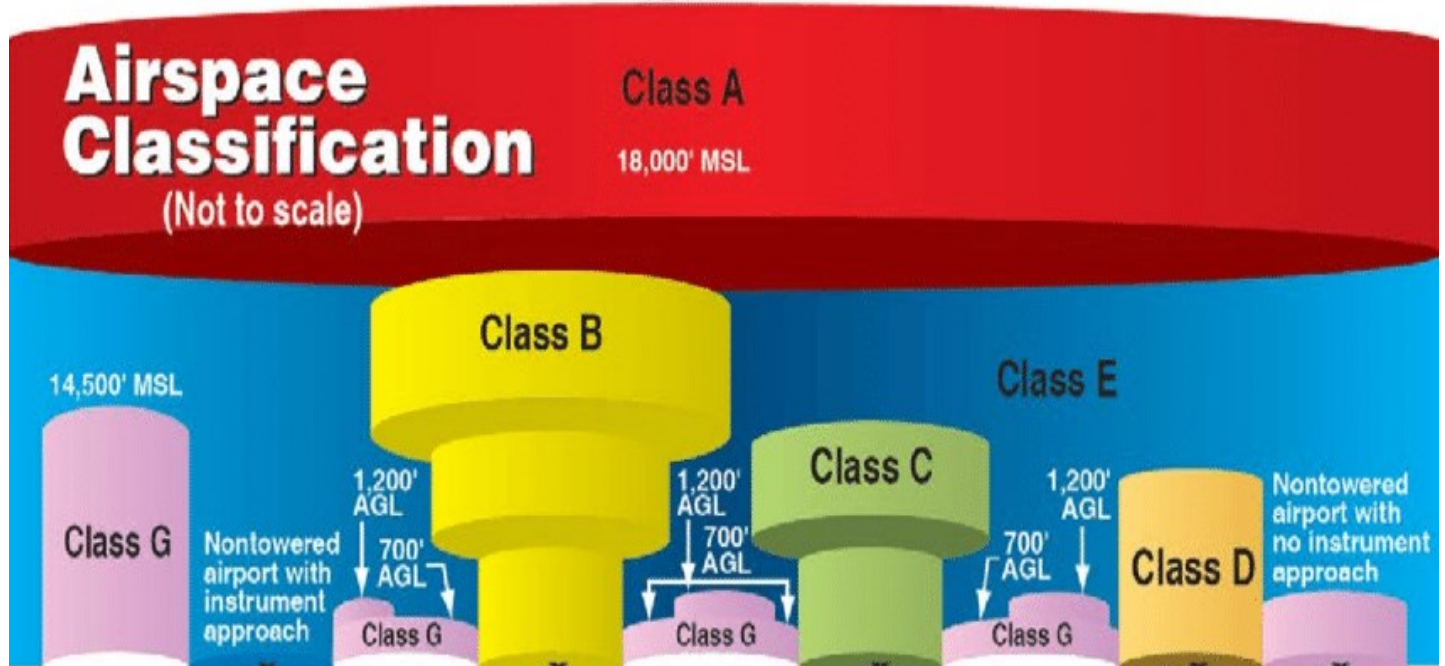 Airspace
Classification
(Not to scale)
Class A
18,000' MSL
Class B
14,500' MSL
Class E
Class C
1,200'
AGL
1,200'
AGL
1,200'
AGL
Nontowered
airport with
no instrument
approach
Class G
Nontowered
airport with
instrument
approach
700'
AGL
700'
AGL
700'
AGL
Class D
Class G
Class G
Class G